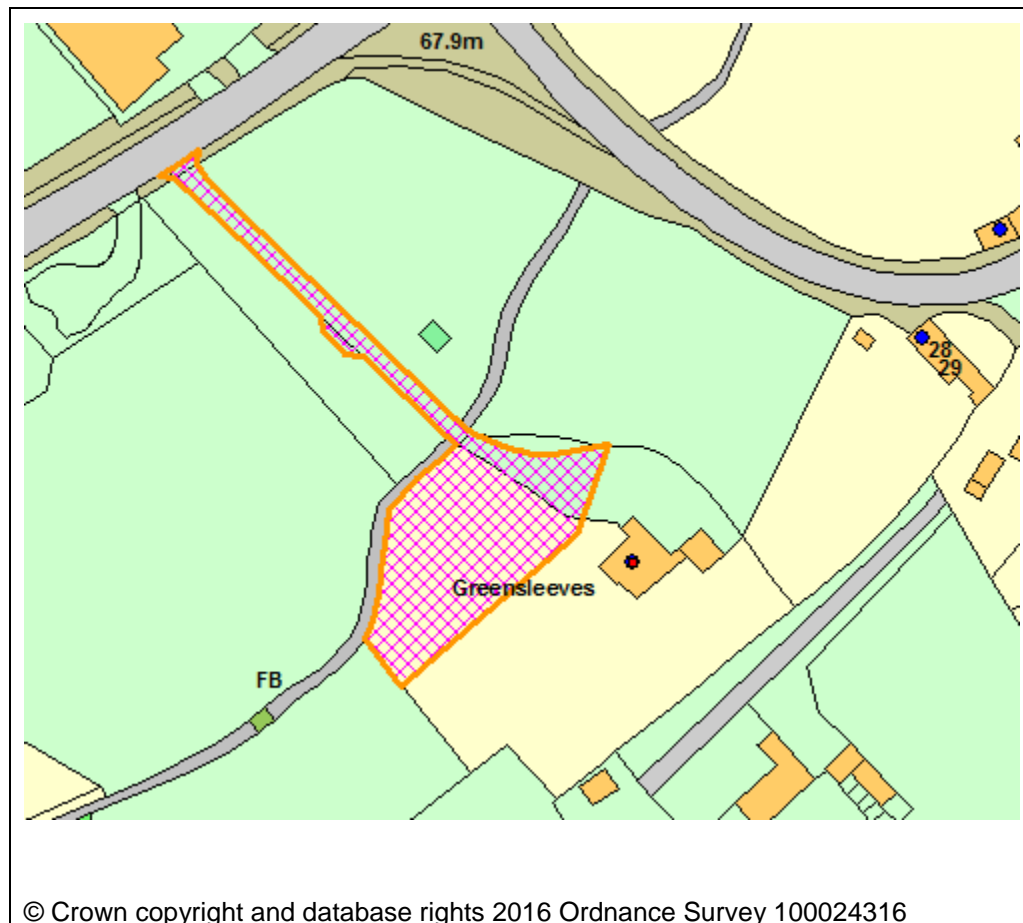 67.9m
28
29
Greensleeves
FB
© Crown copyright and database rights 2016 Ordnance Survey 100024316